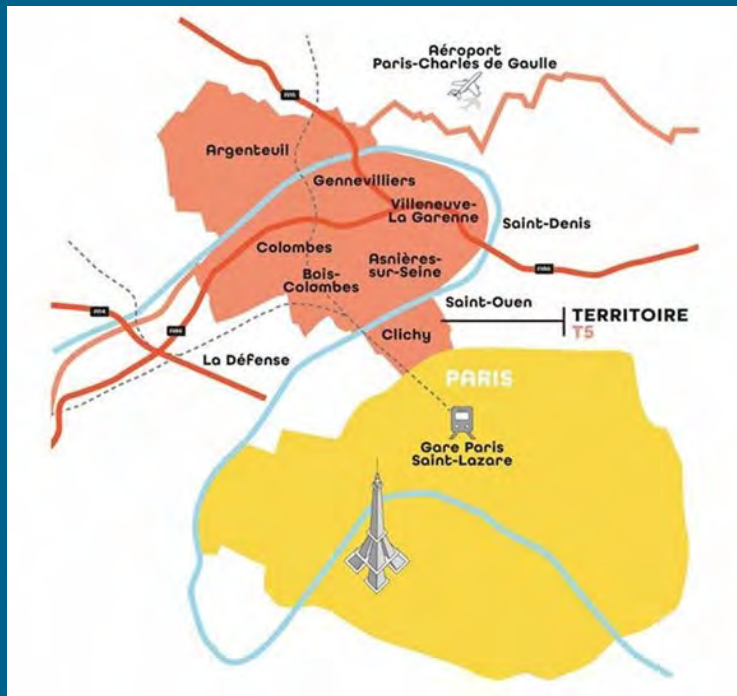 Aéroport
Paris-Charles de Gaulle
Argenteuil
Gennevilliers
Villeneuve-
La Garenne
Saint-Denis
Colombes
Asnières-
sur-Seine
Bois-
Colombes
Saint-Ouen
TERRITOIRE
T5
Clichy
La Défense
PARIS
Gare Paris
Saint-Lazare